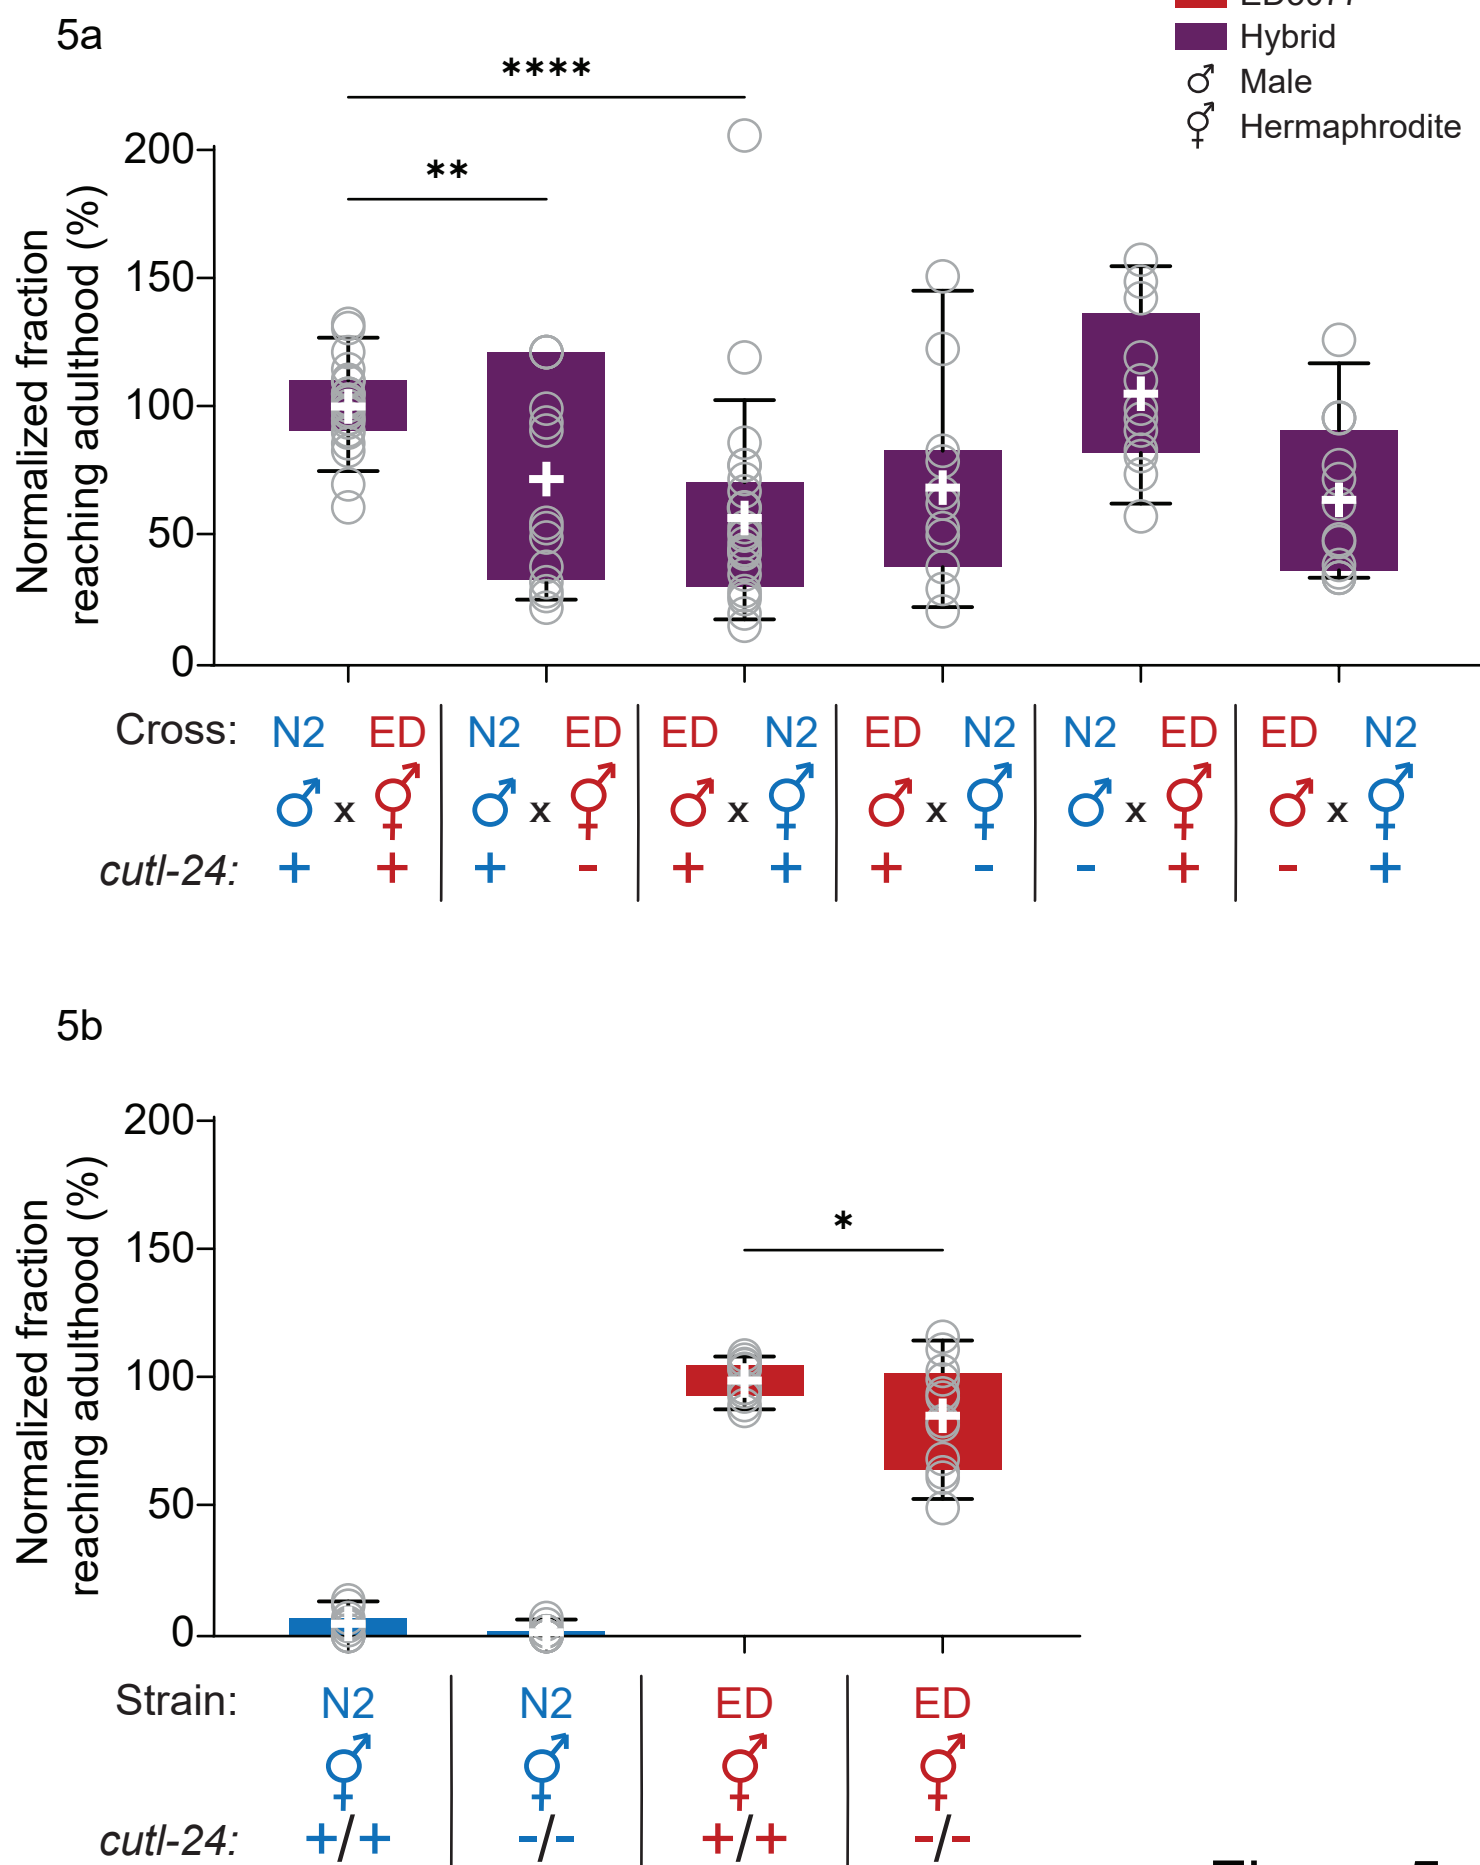 5a
Hybrid
♂ Male
⚥ Hermaphrodite
****
**
Normalized fraction
reaching adulthood (%)
200
150
100
50
0
Cross: N2 ED N2 ED ED N2 ED N2 N2 ED ED N2
♂ x ⚥ ♂ x ⚥ ♂ x ⚥ ♂ x ⚥ ♂ x ⚥ ♂ x ⚥
cutl-24: + + + - + + + - - + - +
5b
*
Normalized fraction
reaching adulthood (%)
200
150
100
50
0
Strain: N2 N2 ED ED
⚥ ⚥ ⚥ ⚥
cutl-24: +/+ -/- +/+ -/-